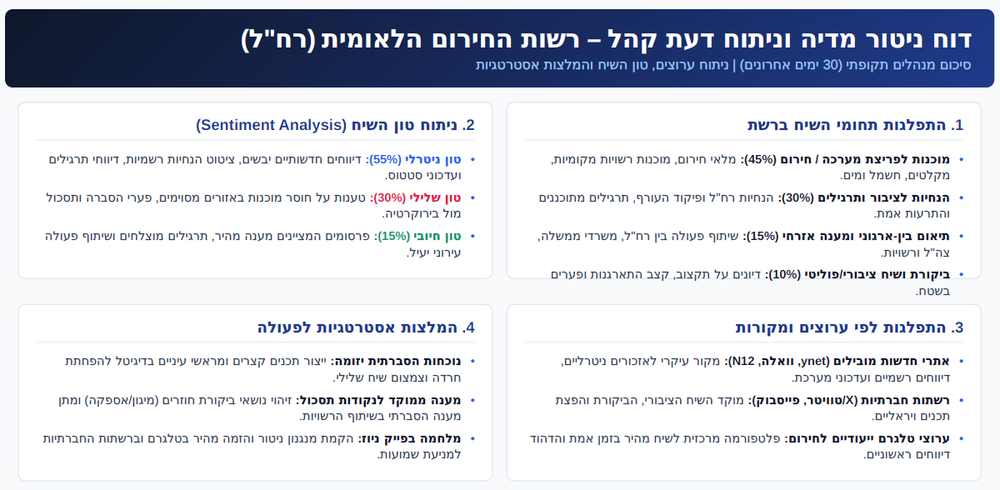 דוח ניטור מדיה וניתוח דעת קהל – רשות החירום הלאומית (רח"ל)
סיכום מנהלים תקופתי (30 ימים אחרונים) | ניתוח ערוצים, טון השיח והמלצות אסטרטגיות
1. התפלגות תחומי השיח ברשת
• מוכנות לפריצת מערכה / חירום (45%): מלאי חירום, מוכנות רשויות מקומיות,
מקלטים, חשמל ומים.
• הנחיות לציבור ותרגילים (30%): הנחיות רח"ל ופיקוד העורף, תרגילים מתוכננים
והתרעות אמת.
• תיאום בין-ארגוני ומענה אזרחי (15%): שיתוף פעולה בין רח"ל, משרדי ממשלה,
צה"ל ורשויות.
• ביקורת ושיח ציבורי/פוליטי (10%): דיונים על תקצוב, קצב התארגנות ופערים
בשטח.
2. ניתוח טון השיח (Sentiment Analysis)
• טון ניטרלי (55%): דיווחים חדשותיים יבשים, ציטוט הנחיות רשמיות, דיווחי תרגילים
ועדכוני סטטוס.
• טון שלילי (30%): טענות על חוסר מוכנות באזורים מסוימים, פערי הסברה ותסכול
מול בירוקרטיה.
• טון חיובי (15%): פרסומים המציינים מענה מהיר, תרגילים מוצלחים ושיתוף פעולה
עירוני יעיל.
3. התפלגות לפי ערוצים ומקורות
• אתרי חדשות מובילים (ynet, וואלה, N12): מקור עיקרי לאזכורים ניטרליים,
דיווחים רשמיים ועדכוני מערכת.
• רשתות חברתיות (X/טוויטר, פייסבוק): מוקד השיח הציבורי, הביקורת והפצת
תכנים ויראליים.
• ערוצי טלגרם ייעודיים לחירום: פלטפורמה מרכזית לשיח מהיר בזמן אמת והדהוד
דיווחים ראשוניים.
4. המלצות אסטרטגיות לפעולה
• נוכחות הסברתית יזומה: ייצור תכנים קצרים ומראשי עיניים בדיגיטל להפחתת
חרדה וצמצום שיח שלילי.
• מענה ממוקד לנקודות תסכול: זיהוי נושאי ביקורת חוזרים (מיגון/אספקה) ומתן
מענה הסברתי בשיתוף הרשויות.
• מלחמה בפייק ניוז: הקמת מנגנון ניטור והזמה מהיר בטלגרם וברשתות החברתיות
למניעת שמועות.